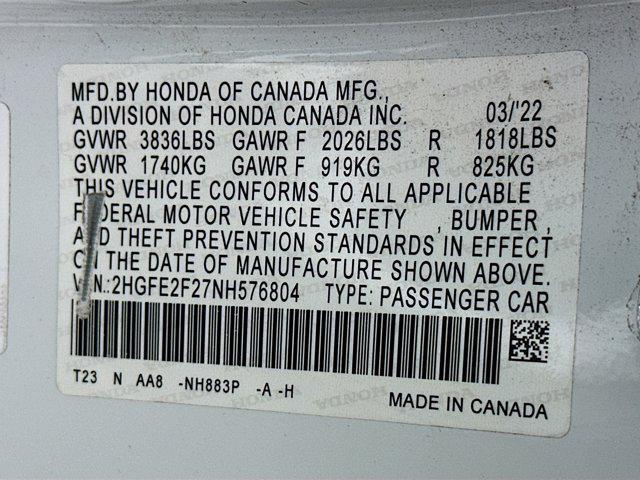 MFD.BY HONDA OF CANADA MFG.,
A DIVISION OF HONDA CANADA INC. 03/'22
GVWR 3836LBS GAWR F 2026LBS R 1818LBS
GVWR 1740KG GAWR F 919KG R 825KG
THIS VEHICLE CONFORMS TO ALL APPLICABLE
FEDERAL MOTOR VEHICLE SAFETY , BUMPER ,
AND THEFT PREVENTION STANDARDS IN EFFECT
ON THE DATE OF MANUFACTURE SHOWN ABOVE.
V.I.N.:2HGFE2F27NH576804 TYPE: PASSENGER CAR
T23 N AA8 -NH883P -A -H
MADE IN CANADA